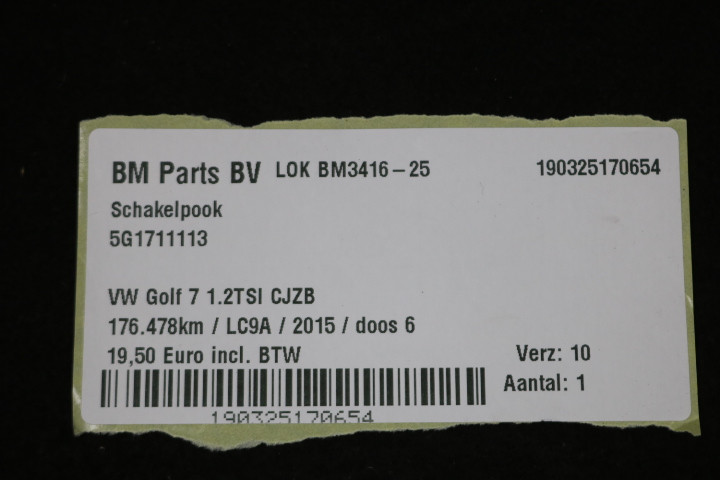 BM Parts BV LOK BM3416-25 190325170654
Schakelpook
5G1711113
VW Golf 7 1.2TSI CJZB
176.478km / LC9A / 2015 / doos 6
19,50 Euro incl. BTW Verz: 10
Aantal: 1
190325170654